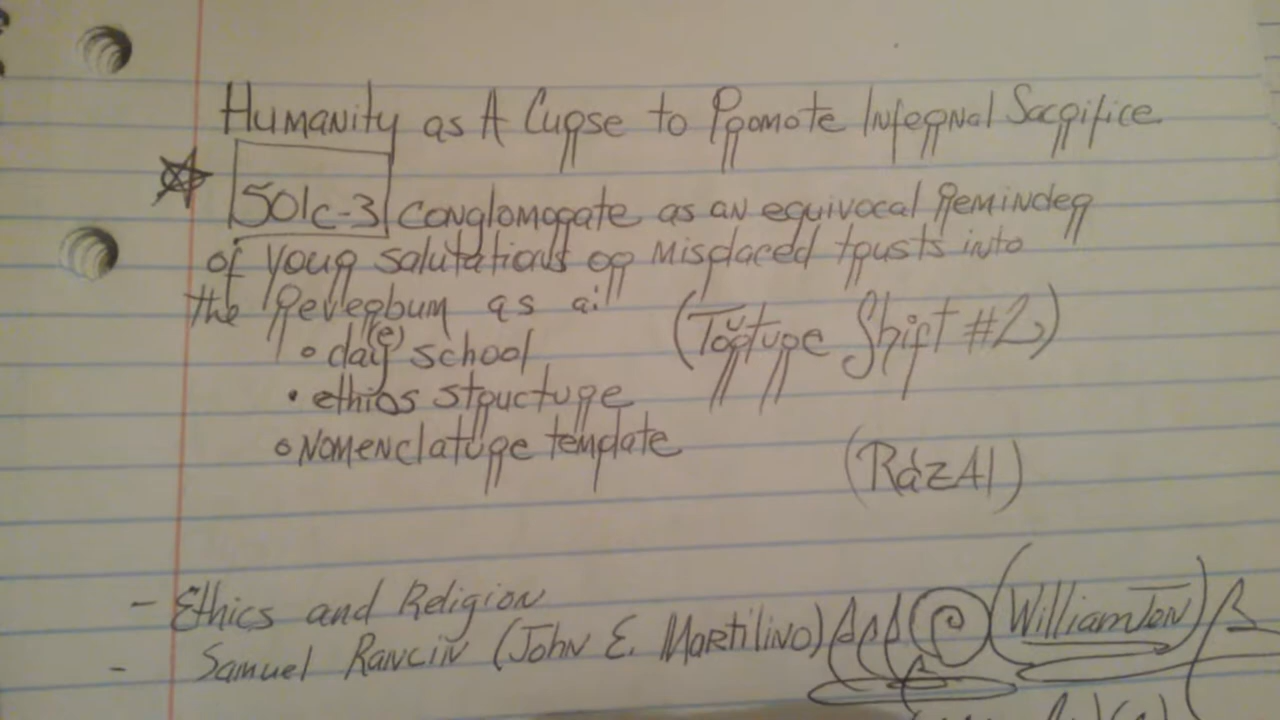 Humanity as A Curse to Promote Infernal Sacrifice
501c-3 conglomorate as an equivocal Reminder
of your salutations or misplaced trusts into
the Reverbum as a:
(e)
• day school (Torture Shift #2)
• ethics structure
• Nomenclature template
(RázAl)
- Ethics and Religion
- Samuel Rancin (John E. Martilino) (WilliamJon)